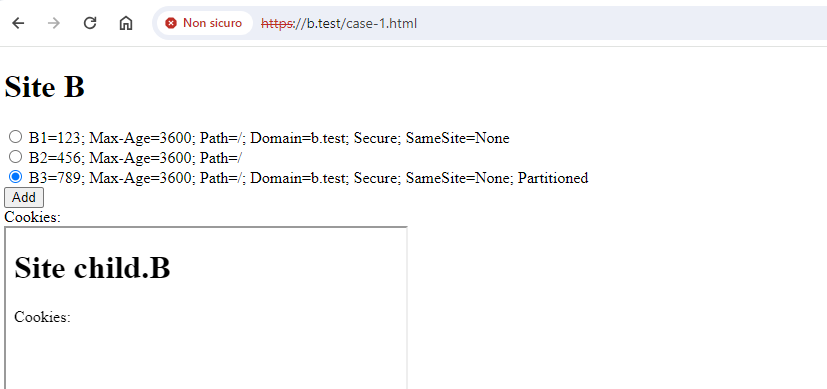 Non sicuro https://b.test/case-1.html
Site B
B1=123; Max-Age=3600; Path=/; Domain=b.test; Secure; SameSite=None
B2=456; Max-Age=3600; Path=/
B3=789; Max-Age=3600; Path=/; Domain=b.test; Secure; SameSite=None; Partitioned
Add
Cookies:
Site child.B
Cookies: